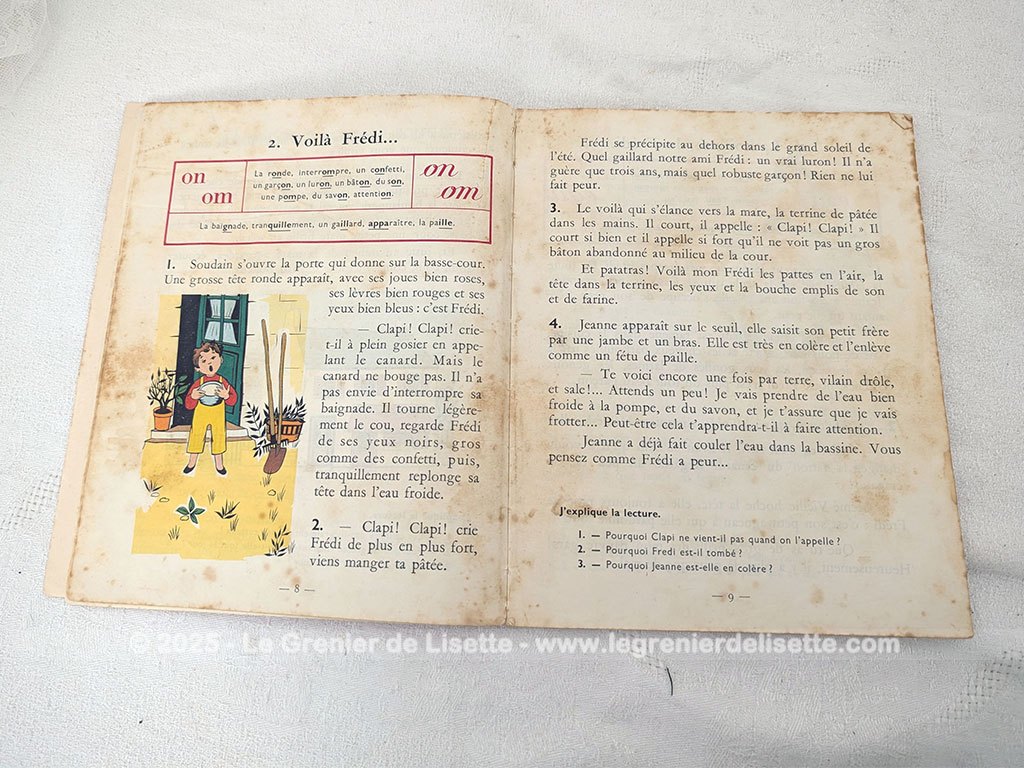 2. Voilà Frédi...
on
om
La ronde, interrompre, un confetti,
un garçon, un luron, un bâton, du son,
une pompe, du savon, attention.
on
om
La baignade, tranquillement, un gaillard, apparaître, la paille.
1. Soudain s'ouvre la porte qui donne sur la basse-cour.
Une grosse tête ronde apparaît, avec ses joues bien roses,
ses lèvres bien rouges et ses
yeux bien bleus : c'est Frédi.
— Clapi! Clapi! crie-
t-il à plein gosier en appe-
lant le canard. Mais le
canard ne bouge pas. Il n'a
pas envie d'interrompre sa
baignade. Il tourne légère-
ment le cou, regarde Frédi
de ses yeux noirs, gros
comme des confetti, puis,
tranquillement replonge sa
tête dans l'eau froide.
2. — Clapi! Clapi! crie
Frédi de plus en plus fort,
viens manger ta pâtée.
— 8 —
Frédi se précipite au dehors dans le grand soleil de
l'été. Quel gaillard notre ami Frédi : un vrai luron! Il n'a
guère que trois ans, mais quel robuste garçon! Rien ne lui
fait peur.
3. Le voilà qui s'élance vers la mare, la terrine de pâtée
dans les mains. Il court, il appelle : « Clapi! Clapi! » Il
court si bien et il appelle si fort qu'il ne voit pas un gros
bâton abandonné au milieu de la cour.
Et patatras! Voilà mon Frédi les pattes en l'air, la
tête dans la terrine, les yeux et la bouche emplis de son
et de farine.
4. Jeanne apparaît sur le seuil, elle saisit son petit frère
par une jambe et un bras. Elle est très en colère et l'enlève
comme un fétu de paille.
— Te voici encore une fois par terre, vilain drôle,
et sale!... Attends un peu! Je vais prendre de l'eau bien
froide à la pompe, et du savon, et je t'assure que je vais
frotter... Peut-être cela t'apprendra-t-il à faire attention.
Jeanne a déjà fait couler l'eau dans la bassine. Vous
pensez comme Frédi a peur...
J'explique la lecture.
1. — Pourquoi Clapi ne vient-il pas quand on l'appelle ?
2. — Pourquoi Fredi est-il tombé ?
3. — Pourquoi Jeanne est-elle en colère ?
— 9 —
© 2025 - Le Grenier de Lisette - www.legrenierdelisette.com